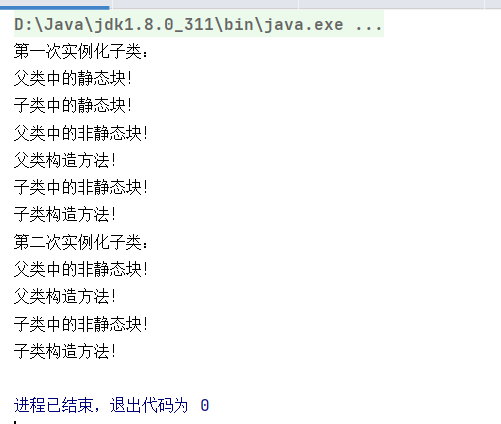 D:\Java\jdk1.8.0_311\bin\java.exe ...
第一次实例化子类：
父类中的静态块！
子类中的静态块！
父类中的非静态块！
父类构造方法！
子类中的非静态块！
子类构造方法！
第二次实例化子类：
父类中的非静态块！
父类构造方法！
子类中的非静态块！
子类构造方法！
进程已结束，退出代码为 0